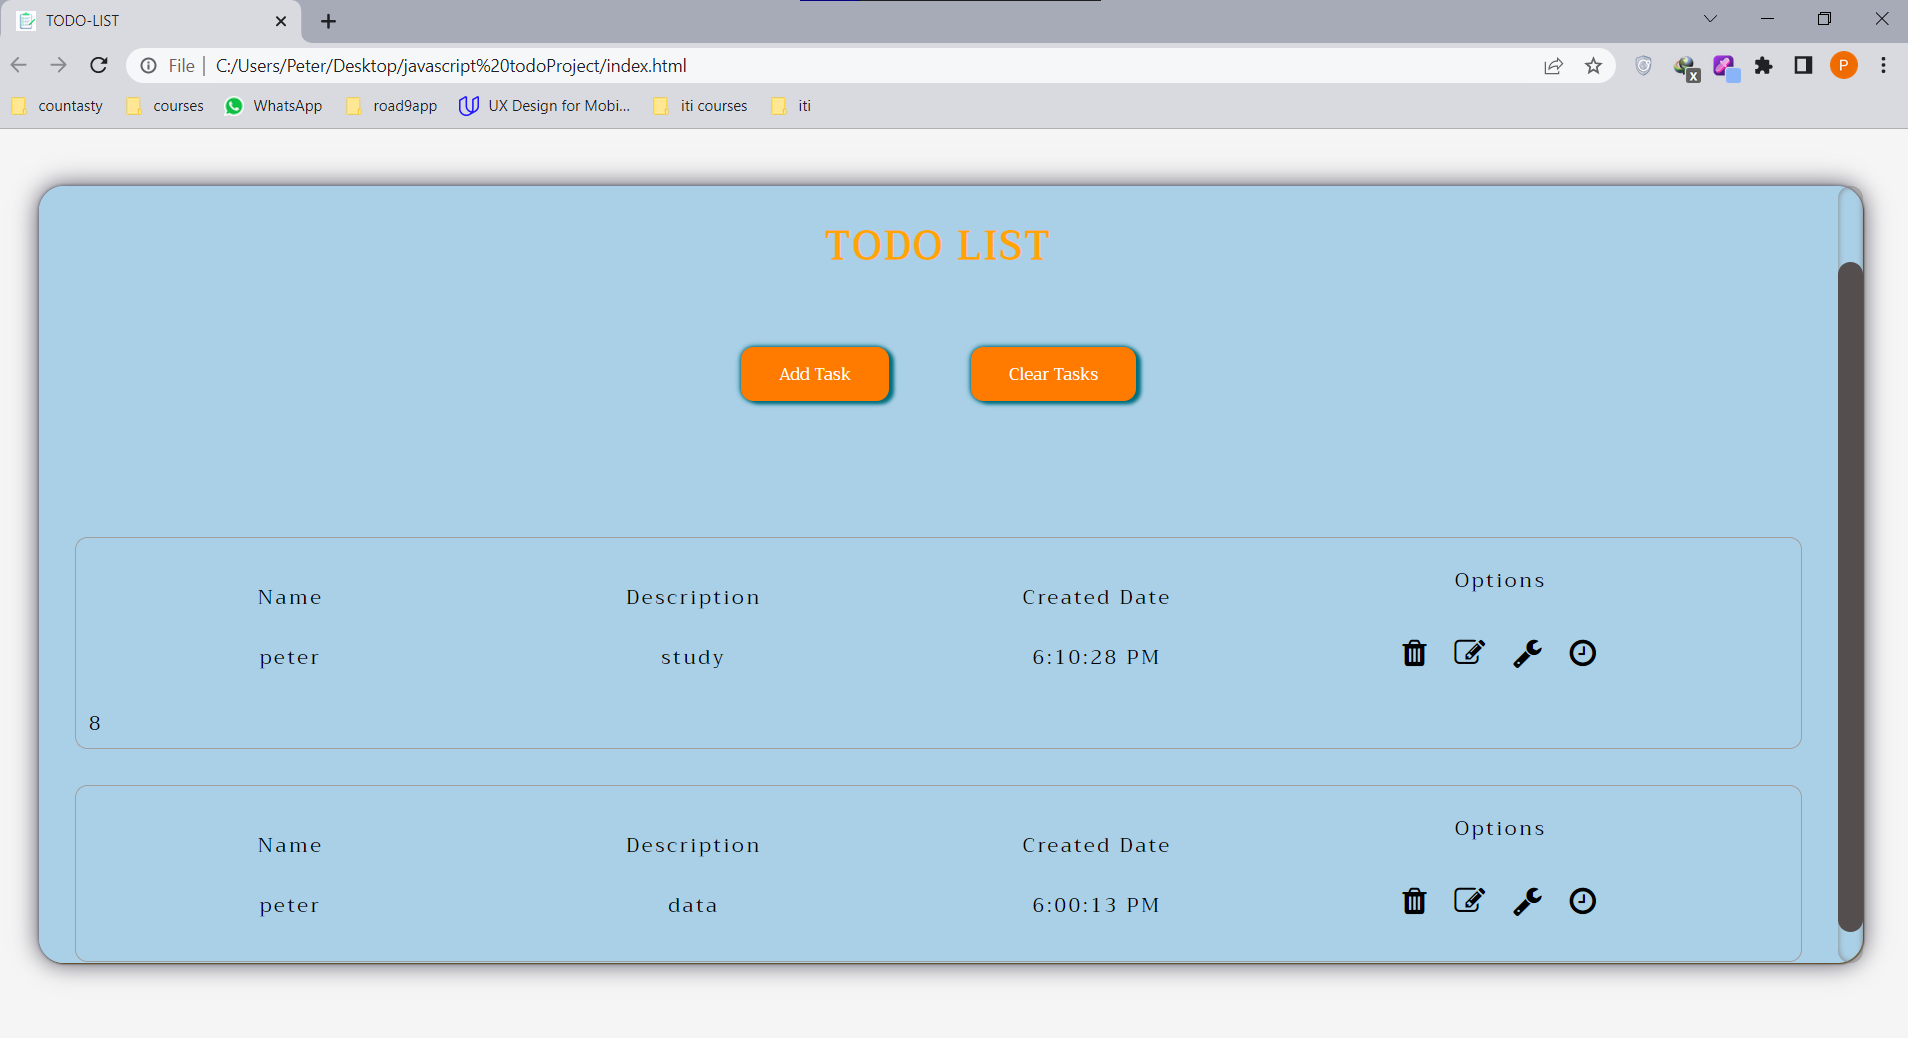 TODO-LIST
File C:/Users/Peter/Desktop/javascript%20todoProject/index.html
x
P
countasty courses WhatsApp road9app UX Design for Mobi... iti courses iti
TODO LIST
Add Task Clear Tasks
Name Description Created Date Options
peter study 6:10:28 PM
8
Name Description Created Date Options
peter data 6:00:13 PM